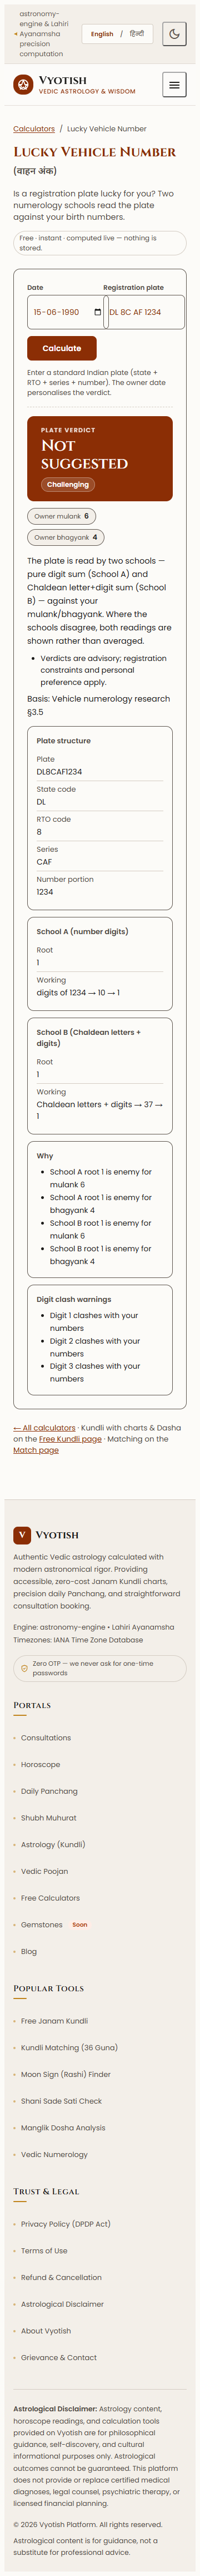 astronomy-
engine & Lahiri
Ayanamsha
precision
computation
English / हिन्दी
Vyotish
VEDIC ASTROLOGY & WISDOM
Calculators / Lucky Vehicle Number
Lucky Vehicle Number
(वाहन अंक)
Is a registration plate lucky for you? Two
numerology schools read the plate
against your birth numbers.
Free · instant · computed live — nothing is
stored.
Date
Registration plate
15-06-1990
DL 8C AF 1234
Calculate
Enter a standard Indian plate (state +
RTO + series + number). The owner date
personalises the verdict.
PLATE VERDICT
Not
suggested
Challenging
Owner mulank 6
Owner bhagyank 4
The plate is read by two schools —
pure digit sum (School A) and
Chaldean letter+digit sum (School
B) — against your
mulank/bhagyank. Where the
schools disagree, both readings are
shown rather than averaged.
• Verdicts are advisory; registration
constraints and personal
preference apply.
Basis: Vehicle numerology research
§3.5
Plate structure
Plate
DL8CAF1234
State code
DL
RTO code
8
Series
CAF
Number portion
1234
School A (number digits)
Root
1
Working
digits of 1234 → 10 → 1
School B (Chaldean letters +
digits)
Root
1
Working
Chaldean letters + digits → 37 →
1
Why
• School A root 1 is enemy for
mulank 6
• School A root 1 is enemy for
bhagyank 4
• School B root 1 is enemy for
mulank 6
• School B root 1 is enemy for
bhagyank 4
Digit clash warnings
• Digit 1 clashes with your
numbers
• Digit 2 clashes with your
numbers
• Digit 3 clashes with your
numbers
← All calculators · Kundli with charts & Dasha
on the Free Kundli page · Matching on the
Match page
V Vyotish
Authentic Vedic astrology calculated with
modern astronomical rigor. Providing
accessible, zero-cost Janam Kundli charts,
precision daily Panchang, and straightforward
consultation booking.
Engine: astronomy-engine • Lahiri Ayanamsha
Timezones: IANA Time Zone Database
Zero OTP — we never ask for one-time
passwords
Portals
Consultations
Horoscope
Daily Panchang
Shubh Muhurat
Astrology (Kundli)
Vedic Poojan
Free Calculators
Gemstones Soon
Blog
Popular Tools
Free Janam Kundli
Kundli Matching (36 Guna)
Moon Sign (Rashi) Finder
Shani Sade Sati Check
Manglik Dosha Analysis
Vedic Numerology
Trust & Legal
Privacy Policy (DPDP Act)
Terms of Use
Refund & Cancellation
Astrological Disclaimer
About Vyotish
Grievance & Contact
Astrological Disclaimer: Astrology content,
horoscope readings, and calculation tools
provided on Vyotish are for philosophical
guidance, self-discovery, and cultural
informational purposes only. Astrological
outcomes cannot be guaranteed. This platform
does not provide or replace certified medical
diagnoses, legal counsel, psychiatric therapy, or
licensed financial planning.
© 2026 Vyotish Platform. All rights reserved.
Astrological content is for guidance, not a
substitute for professional advice.